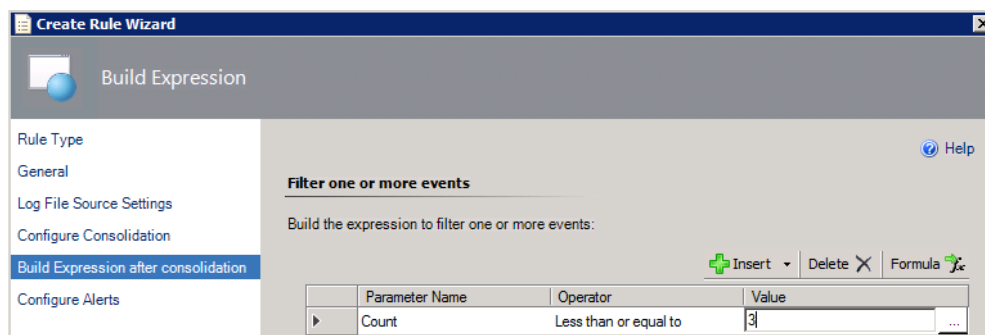 Create Rule Wizard
Build Expression
Rule Type
General
Log File Source Settings
Configure Consolidation
Build Expression after consolidation
Configure Alerts
Help
Filter one or more events
Build the expression to filter one or more events:
Insert Delete Formula
Parameter Name Operator Value
Count Less than or equal to 3 ...